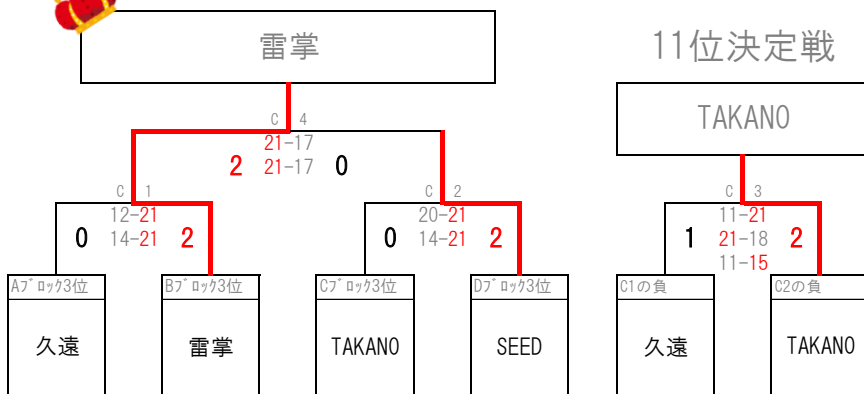 雷掌
11位決定戦
TAKANO
C 4
21-17
2 21-17 0
C 1
12-21
0 14-21 2
C 2
20-21
0 14-21 2
C 3
11-21
1 21-18 2
11-15
Aﾌﾞﾛｯｸ3位
Bﾌﾞﾛｯｸ3位
Cﾌﾞﾛｯｸ3位
Dﾌﾞﾛｯｸ3位
C1の負
C2の負
久遠
雷掌
TAKANO
SEED
久遠
TAKANO